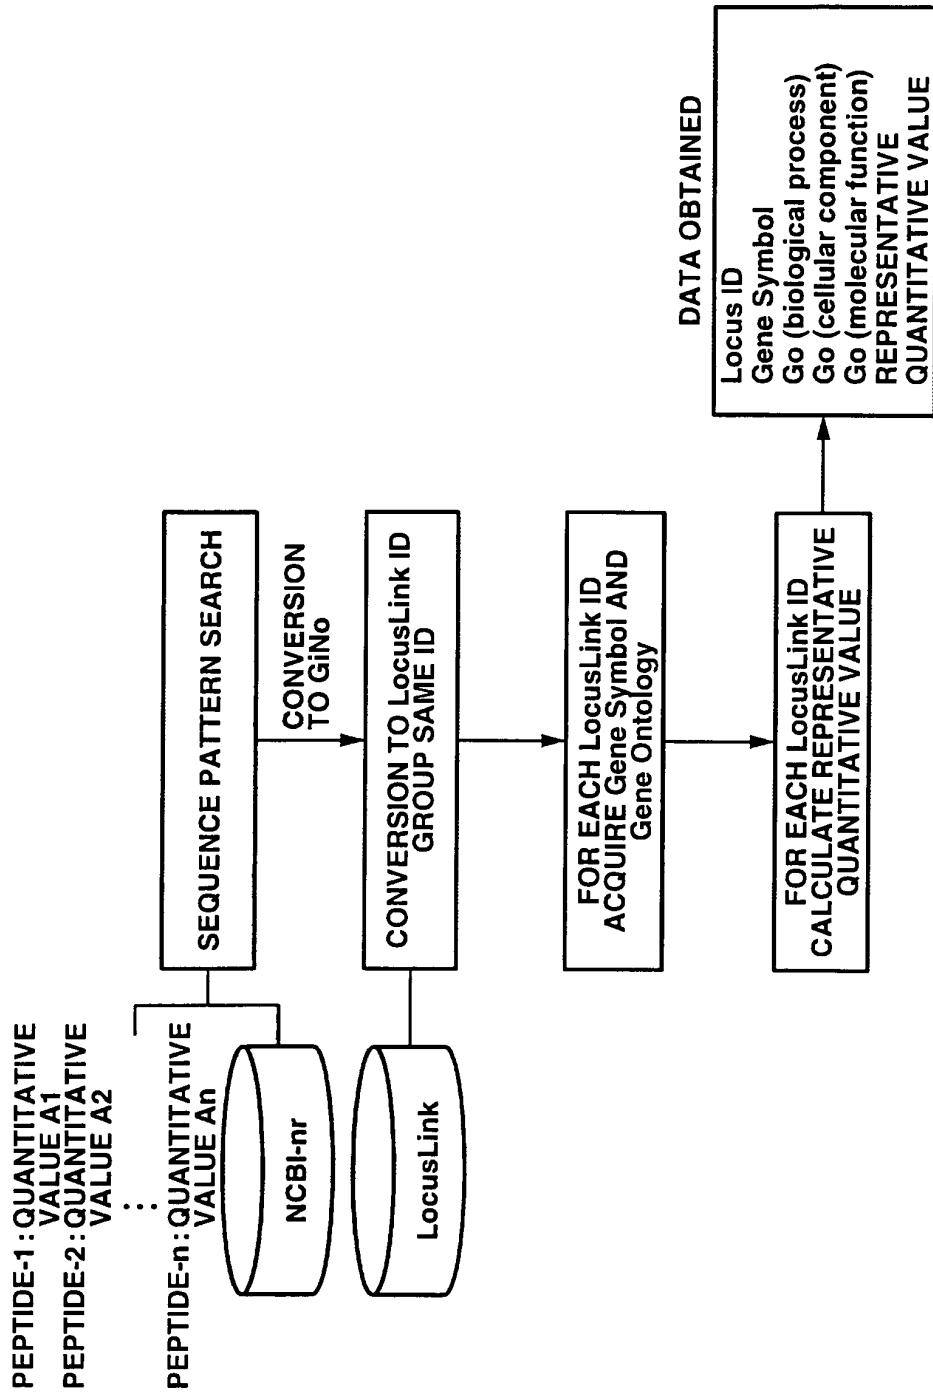 PEPTIDE-1:QUANTITATIVE
VALUE A1
PEPTIDE-2:QUANTITATIVE
VALUE A2
⋮
PEPTIDE-n:QUANTITATIVE
VALUE An
NCBI-nr
LocusLink
SEQUENCE PATTERN SEARCH
CONVERSION
TO GiNo
CONVERSION TO LocusLink ID
GROUP SAME ID
FOR EACH LocusLink ID
ACQUIRE Gene Symbol AND
Gene Ontology
FOR EACH LocusLink ID
CALCULATE REPRESENTATIVE
QUANTITATIVE VALUE
DATA OBTAINED
Locus ID
Gene Symbol
Go (biological process)
Go (cellular component)
Go (molecular function)
REPRESENTATIVE
QUANTITATIVE VALUE